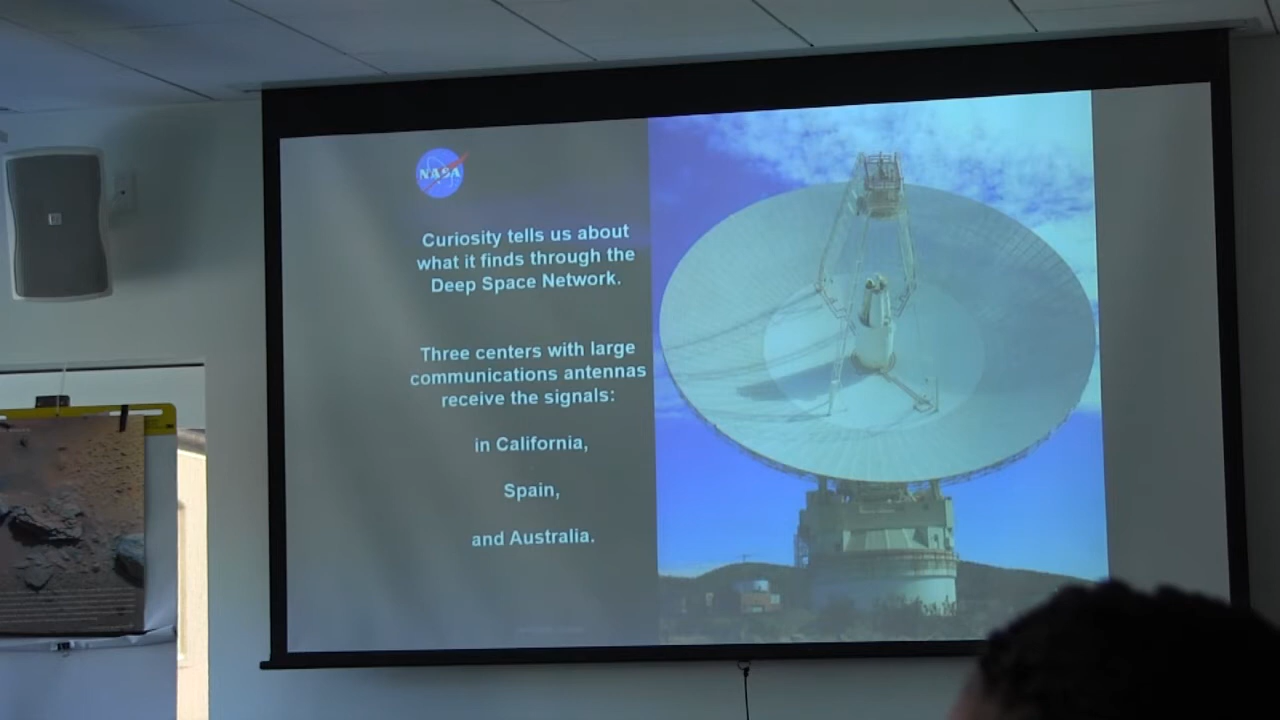 NASA
Curiosity tells us about
what it finds through the
Deep Space Network.
Three centers with large
communications antennas
receive the signals:
in California,
Spain,
and Australia.